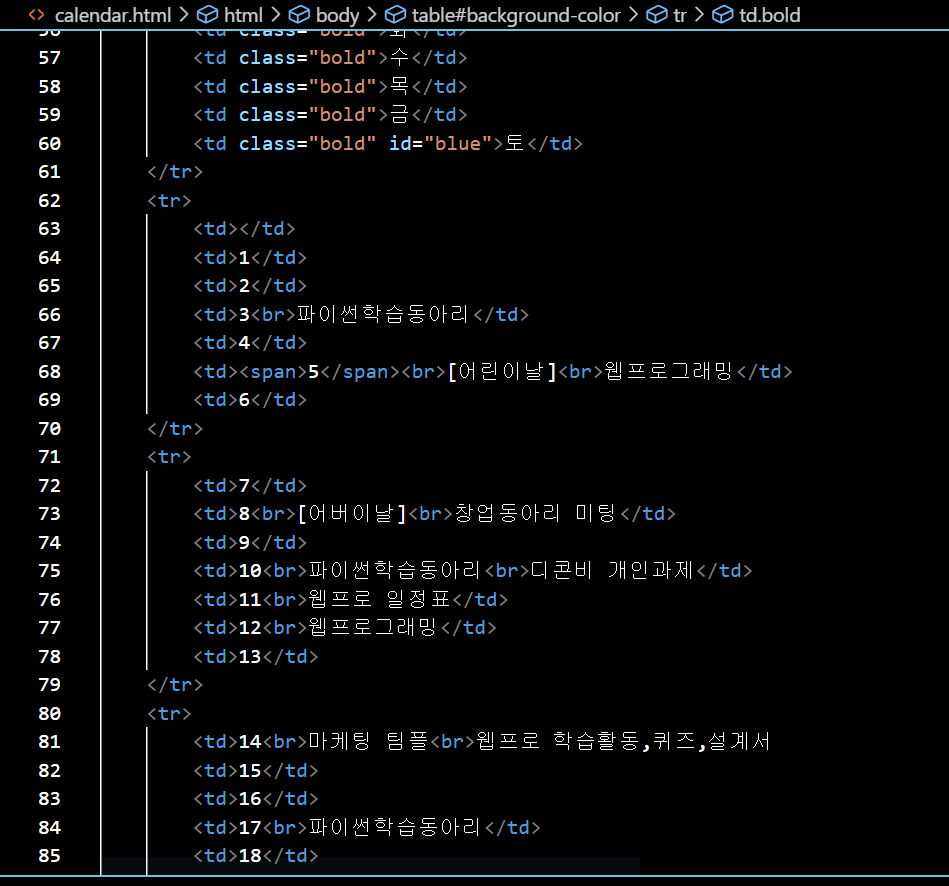 calendar.html > html > body > table#background-color > tr > td.bold
57 <td class="bold">수</td>
58 <td class="bold">목</td>
59 <td class="bold">금</td>
60 <td class="bold" id="blue">토</td>
61 </tr>
62 <tr>
63 <td></td>
64 <td>1</td>
65 <td>2</td>
66 <td>3<br>파이썬학습동아리</td>
67 <td>4</td>
68 <td><span>5</span><br>[어린이날]<br>웹프로그래밍</td>
69 <td>6</td>
70 </tr>
71 <tr>
72 <td>7</td>
73 <td>8<br>[어버이날]<br>창업동아리 미팅</td>
74 <td>9</td>
75 <td>10<br>파이썬학습동아리<br>디콘비 개인과제</td>
76 <td>11<br>웹프로 일정표</td>
77 <td>12<br>웹프로그래밍</td>
78 <td>13</td>
79 </tr>
80 <tr>
81 <td>14<br>마케팅 팀플<br>웹프로 학습활동,퀴즈,설계서
82 <td>15</td>
83 <td>16</td>
84 <td>17<br>파이썬학습동아리</td>
85 <td>18</td>